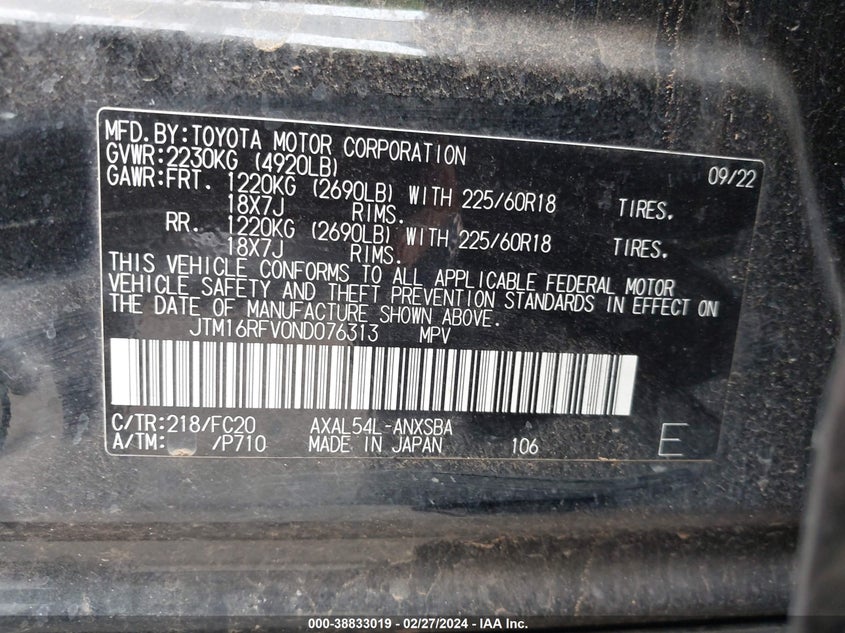 MFD.BY:TOYOTA MOTOR CORPORATION 09/22
GVWR:2230KG (4920LB)
GAWR:FRT. 1220KG (2690LB) WITH 225/60R18 TIRES.
18X7J RIMS.
RR. 1220KG (2690LB) WITH 225/60R18 TIRES.
18X7J RIMS.
THIS VEHICLE CONFORMS TO ALL APPLICABLE FEDERAL MOTOR
VEHICLE SAFETY AND THEFT PREVENTION STANDARDS IN EFFECT ON
THE DATE OF MANUFACTURE SHOWN ABOVE.
JTM16RFV0ND076313 MPV
C/TR:218/FC20 AXAL54L-ANXSBA
A/TM: /P710 MADE IN JAPAN 106 E
000-38833019 - 02/27/2024 - IAA Inc.